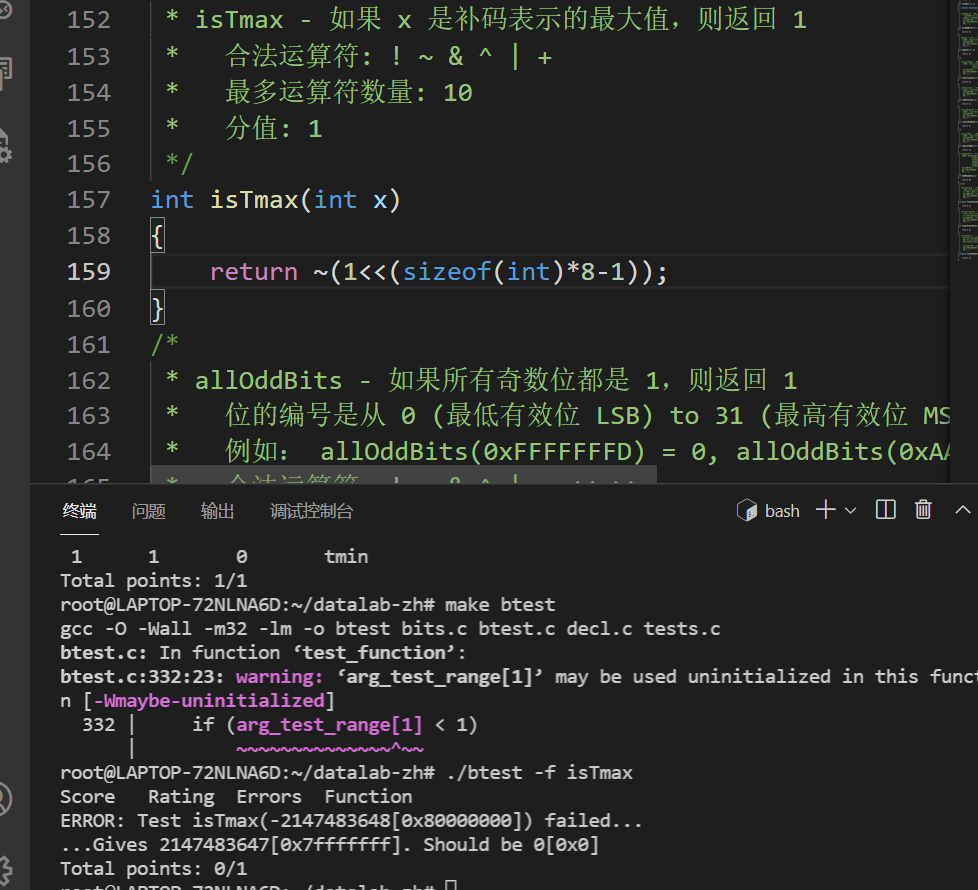 152 * isTmax - 如果 x 是补码表示的最大值，则返回 1
153 *   合法运算符: ! ~ & ^ | +
154 *   最多运算符数量: 10
155 *   分值: 1
156 */
157 int isTmax(int x)
158 {
159     return ~(1<<(sizeof(int)*8-1));
160 }
161 /*
162 * allOddBits - 如果所有奇数位都是 1，则返回 1
163 *   位的编号是从 0 (最低有效位 LSB) to 31 (最高有效位 MS
164 *   例如： allOddBits(0xFFFFFFFD) = 0, allOddBits(0xAA
终端 问题 输出 调试控制台 bash
1 1 0 tmin
Total points: 1/1
root@LAPTOP-72NLNA6D:~/datalab-zh# make btest
gcc -O -Wall -m32 -lm -o btest bits.c btest.c decl.c tests.c
btest.c: In function ‘test_function’:
btest.c:332:23: warning: ‘arg_test_range[1]’ may be used uninitialized in this funct
n [-Wmaybe-uninitialized]
332 |     if (arg_test_range[1] < 1)
|         ~~~~~~~~~~~~~~^~~
root@LAPTOP-72NLNA6D:~/datalab-zh# ./btest -f isTmax
Score Rating Errors Function
ERROR: Test isTmax(-2147483648[0x80000000]) failed...
...Gives 2147483647[0x7fffffff]. Should be 0[0x0]
Total points: 0/1